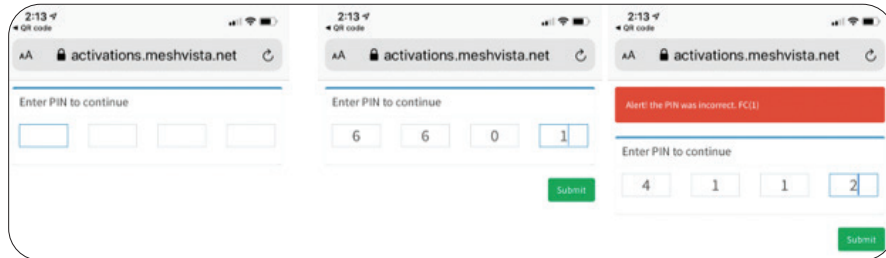 2:13
QR code
AA activations.meshvista.net
Enter PIN to continue
2:13
QR code
AA activations.meshvista.net
Enter PIN to continue
6 6 0 1
Submit
2:13
QR code
AA activations.meshvista.net
Alert! the PIN was incorrect. FC(1)
Enter PIN to continue
4 1 1 2
Submit